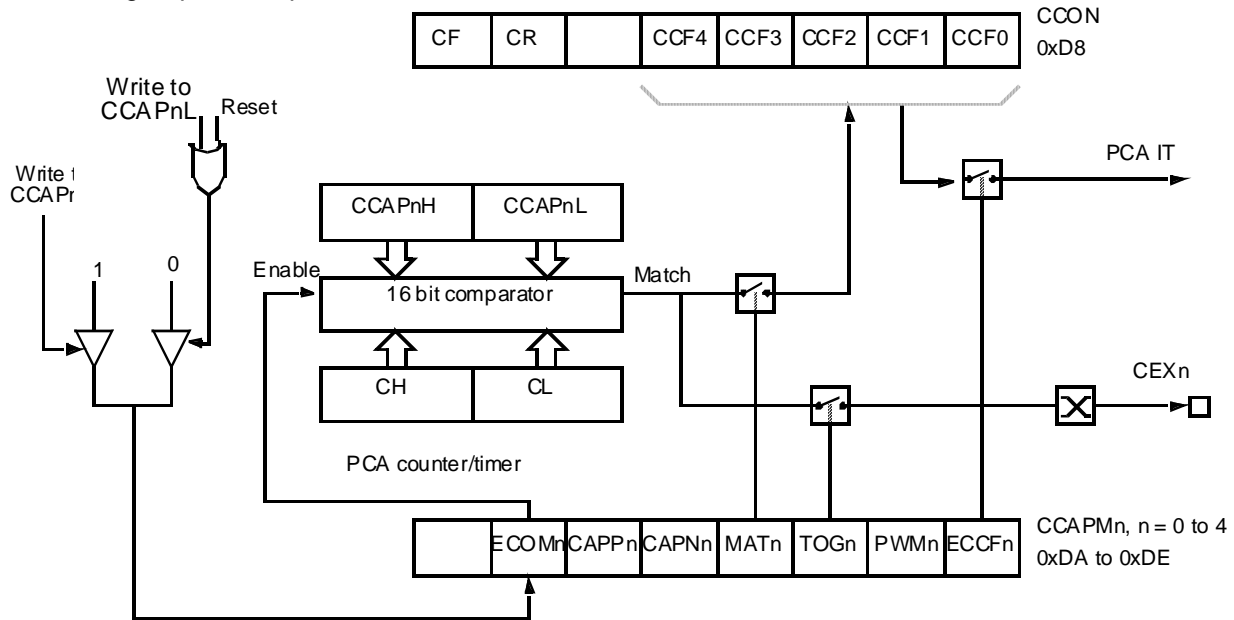 CF CR CCF4 CCF3 CCF2 CCF1 CCF0
CCON
0xD8
Write to
CCAPnL
Reset
Write
PCA IT
CCAPnH CCAPnL
1
0
Enable
16 bit comparator
Match
CH CL
CEXn
PCA counter/timer
ECOMn CAPPn CAPNn MATn TOGn PWMn ECCFn
CCAPMn, n = 0 to 4
0xDA to 0xDE